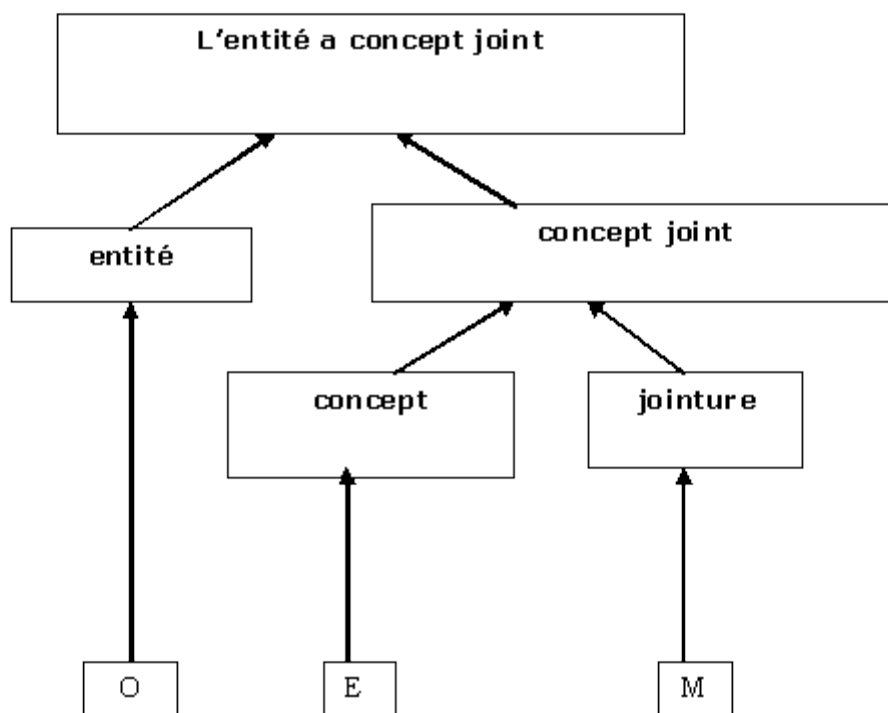 L'entité a concept joint
entité
concept joint
concept
jointure
O
E
M